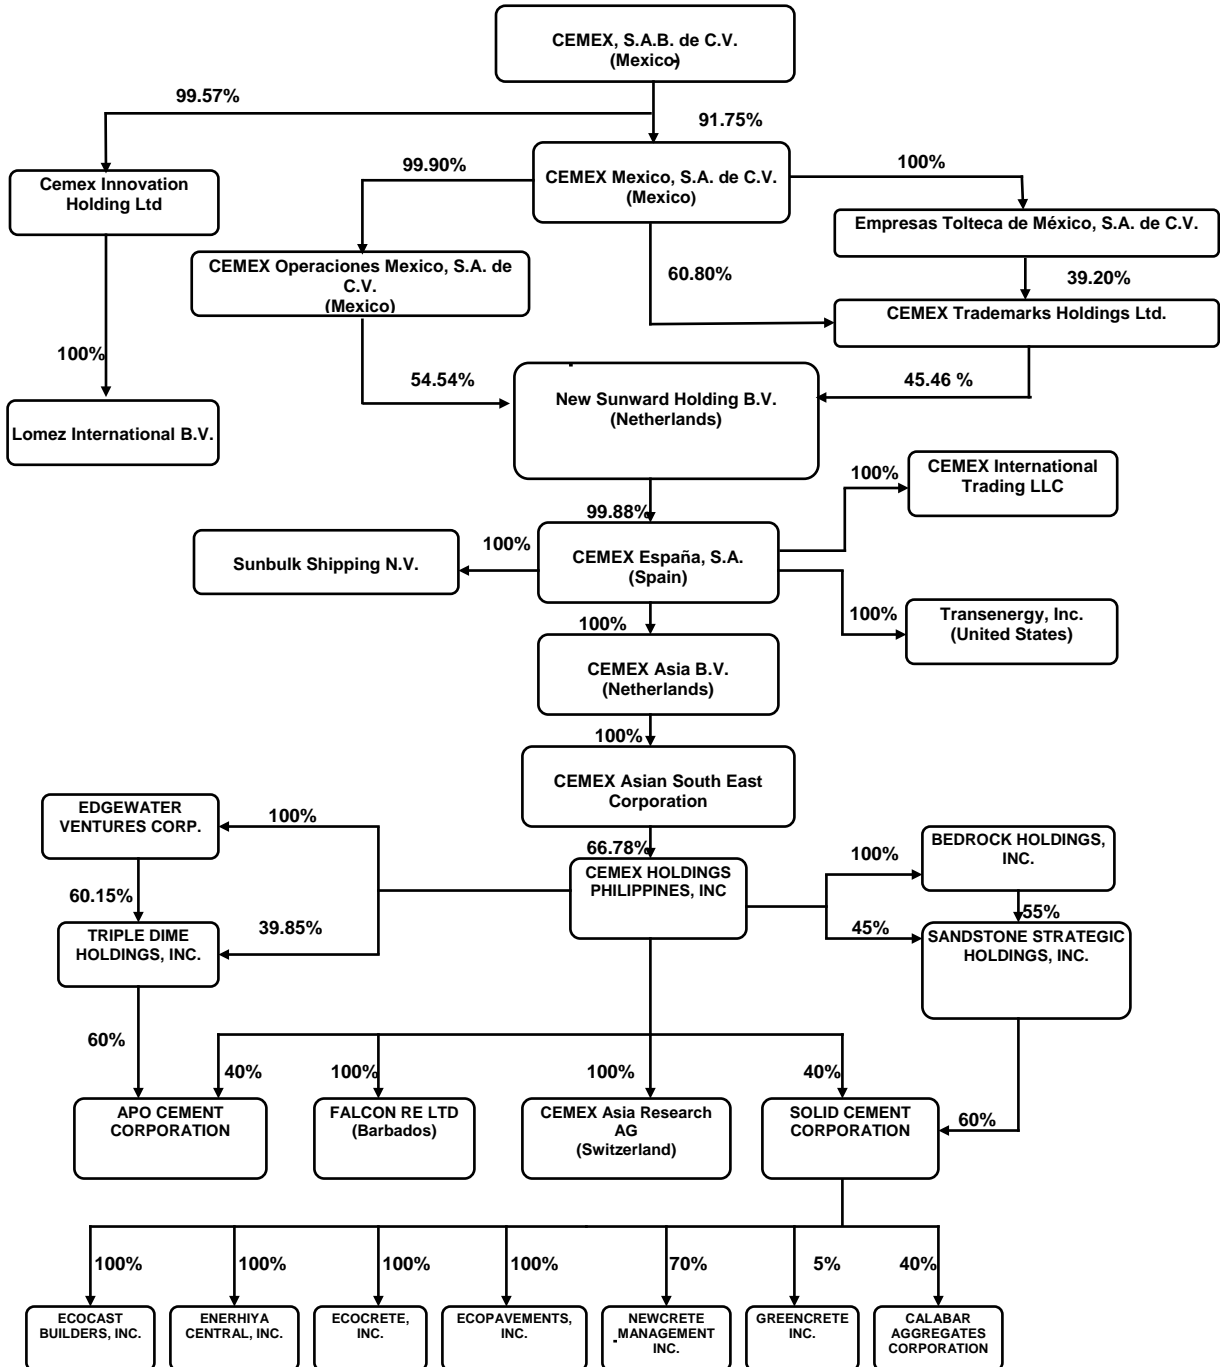 CEMEX, S.A.B. de C.V.
(Mexico)
99.57%
91.75%
99.90%
100%
Cemex Innovation
Holding Ltd
CEMEX Mexico, S.A. de C.V.
(Mexico)
Empresas Tolteca de México, S.A. de C.V.
CEMEX Operaciones Mexico, S.A. de
C.V.
(Mexico)
60.80%
39.20%
CEMEX Trademarks Holdings Ltd.
100%
54.54%
45.46 %
New Sunward Holding B.V.
(Netherlands)
Lomez International B.V.
CEMEX International
Trading LLC
100%
99.88%
100%
Sunbulk Shipping N.V.
CEMEX España, S.A.
(Spain)
100%
Transenergy, Inc.
(United States)
100%
CEMEX Asia B.V.
(Netherlands)
100%
CEMEX Asian South East
Corporation
EDGEWATER
VENTURES CORP.
100%
66.78%
BEDROCK HOLDINGS,
INC.
100%
CEMEX HOLDINGS
PHILIPPINES, INC
60.15%
55%
39.85%
45%
TRIPLE DIME
HOLDINGS, INC.
SANDSTONE STRATEGIC
HOLDINGS, INC.
60%
40%
100%
100%
40%
60%
APO CEMENT
CORPORATION
FALCON RE LTD
(Barbados)
CEMEX Asia Research
AG
(Switzerland)
SOLID CEMENT
CORPORATION
100%
100%
100%
100%
70%
5%
40%
ECOCAST
BUILDERS, INC.
ENERHIYA
CENTRAL, INC.
ECOCRETE,
INC.
ECOPAVEMENTS,
INC.
NEWCRETE
MANAGEMENT
INC.
GREENCRETE
INC.
CALABAR
AGGREGATES
CORPORATION